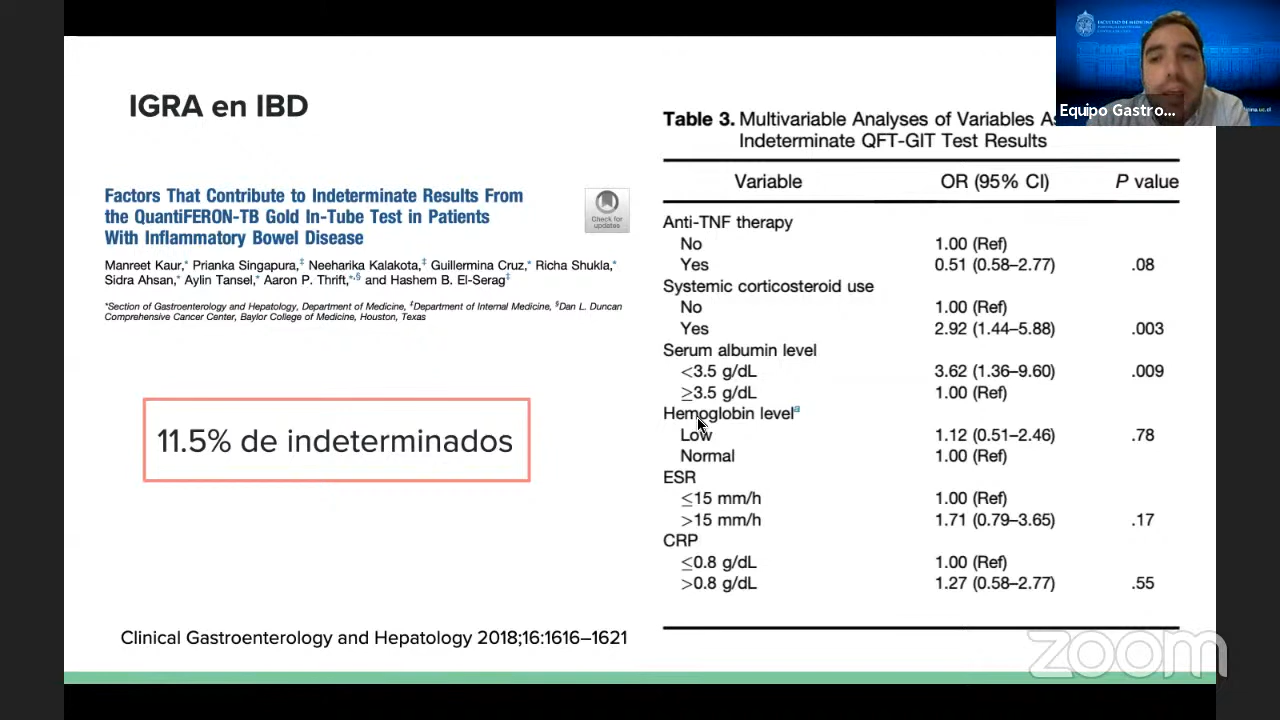 IGRA en IBD
Factors That Contribute to Indeterminate Results From
the QuantiFERON-TB Gold In-Tube Test in Patients
With Inflammatory Bowel Disease
Check for
updates
Manreet Kaur,* Prianka Singapura,‡ Neeharika Kalakota,‡ Guillermina Cruz,* Richa Shukla,*
Sidra Ahsan,* Aylin Tansel,* Aaron P. Thrift,*,§ and Hashem B. El-Serag‡
*Section of Gastroenterology and Hepatology, Department of Medicine, ‡Department of Internal Medicine, §Dan L. Duncan
Comprehensive Cancer Center, Baylor College of Medicine, Houston, Texas
11.5% de indeterminados
Clinical Gastroenterology and Hepatology 2018;16:1616–1621
Table 3. Multivariable Analyses of Variables
Indeterminate QFT-GIT Test Results
Variable OR (95% CI) P value
Anti-TNF therapy
No 1.00 (Ref)
Yes 0.51 (0.58–2.77) .08
Systemic corticosteroid use
No 1.00 (Ref)
Yes 2.92 (1.44–5.88) .003
Serum albumin level
<3.5 g/dL 3.62 (1.36–9.60) .009
≥3.5 g/dL 1.00 (Ref)
Hemoglobin levelª
Low 1.12 (0.51–2.46) .78
Normal 1.00 (Ref)
ESR
≤15 mm/h 1.00 (Ref)
>15 mm/h 1.71 (0.79–3.65) .17
CRP
≤0.8 g/dL 1.00 (Ref)
>0.8 g/dL 1.27 (0.58–2.77) .55
FACULTAD DE MEDICINA
Equipo Gastro...
zoom